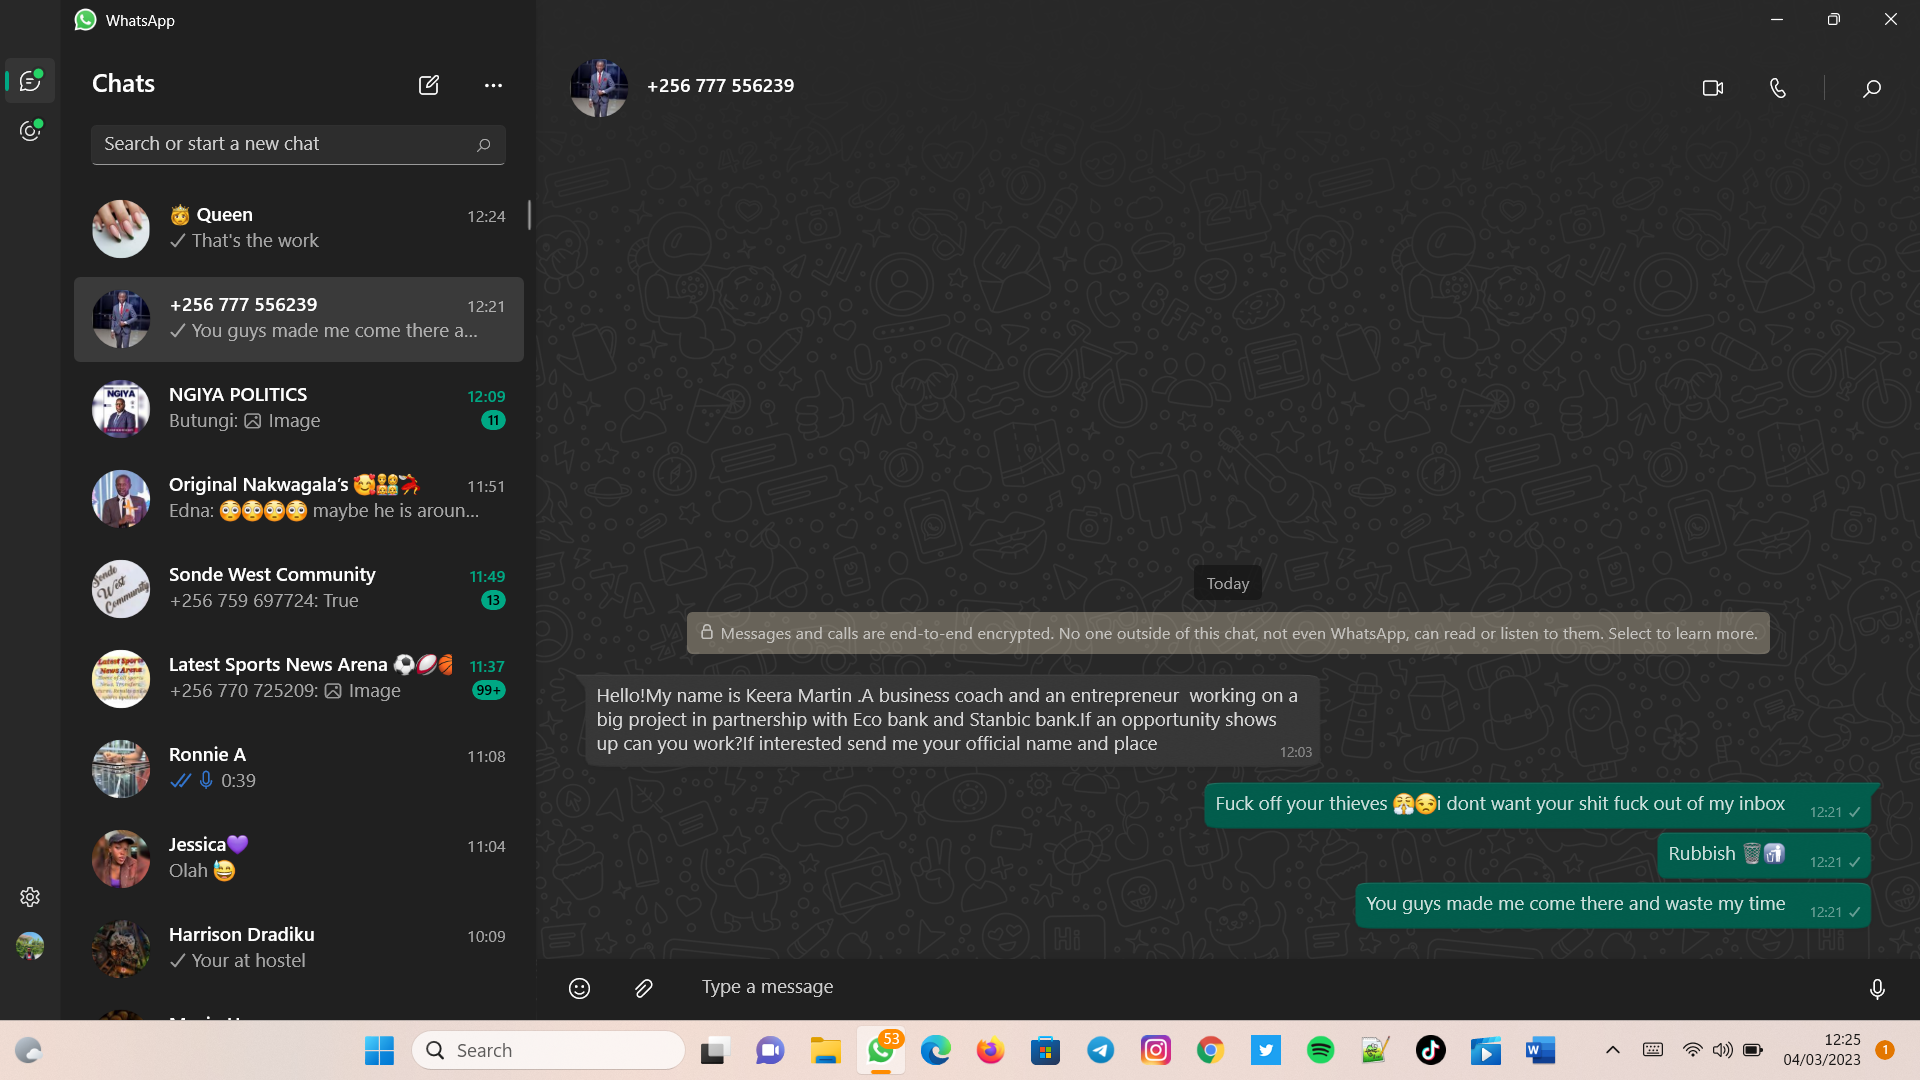 WhatsApp
Chats
Search or start a new chat
👸 Queen
12:24
✓ That's the work
+256 777 556239
12:21
✓ You guys made me come there a...
NGIYA POLITICS
12:09
Butungi: Image
11
NGIYA
Original Nakwagala's 🥰👨‍👩‍👧‍👦💃
11:51
Edna: 😳😳😳😳 maybe he is aroun...
Sonde West Community
11:49
+256 759 697724: True
13
Sonde
West
Community
Latest Sports News Arena ⚽🏉🏀
11:37
+256 770 725209: Image
99+
Latest Sports
News Arena
Ronnie A
11:08
0:39
Jessica💜
11:04
Olah 😅
Harrison Dradiku
10:09
✓ Your at hostel
+256 777 556239
Today
Messages and calls are end-to-end encrypted. No one outside of this chat, not even WhatsApp, can read or listen to them. Select to learn more.
Hello!My name is Keera Martin .A business coach and an entrepreneur  working on a
big project in partnership with Eco bank and Stanbic bank.If an opportunity shows
up can you work?If interested send me your official name and place
12:03
Fuck off your thieves 😤😒i dont want your shit fuck out of my inbox
12:21 ✓
Rubbish 🗑️🚮
12:21 ✓
You guys made me come there and waste my time
12:21 ✓
Type a message
Search
53
12:25
04/03/2023
1